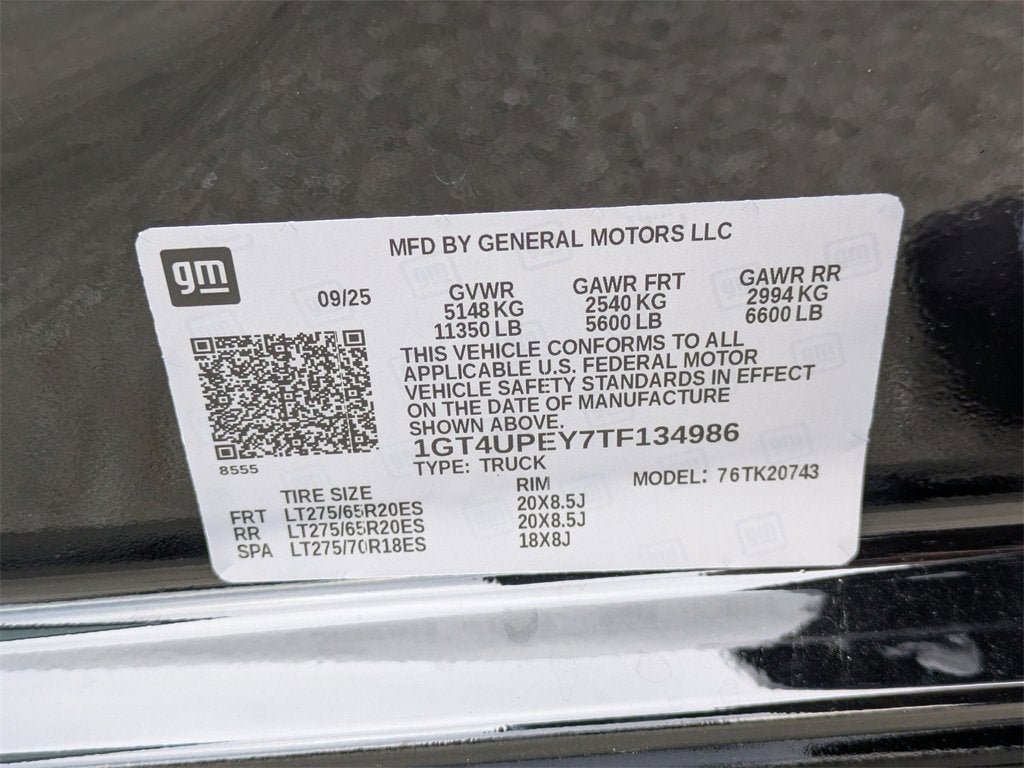 MFD BY GENERAL MOTORS LLC
gm
09/25 GVWR GAWR FRT GAWR RR
5148 KG 2540 KG 2994 KG
11350 LB 5600 LB 6600 LB
THIS VEHICLE CONFORMS TO ALL
APPLICABLE U.S. FEDERAL MOTOR
VEHICLE SAFETY STANDARDS IN EFFECT
ON THE DATE OF MANUFACTURE
SHOWN ABOVE.
1GT4UPEY7TF134986
8555
TYPE: TRUCK MODEL: 76TK20743
TIRE SIZE RIM
FRT LT275/65R20ES 20X8.5J
RR LT275/65R20ES 20X8.5J
SPA LT275/70R18ES 18X8J